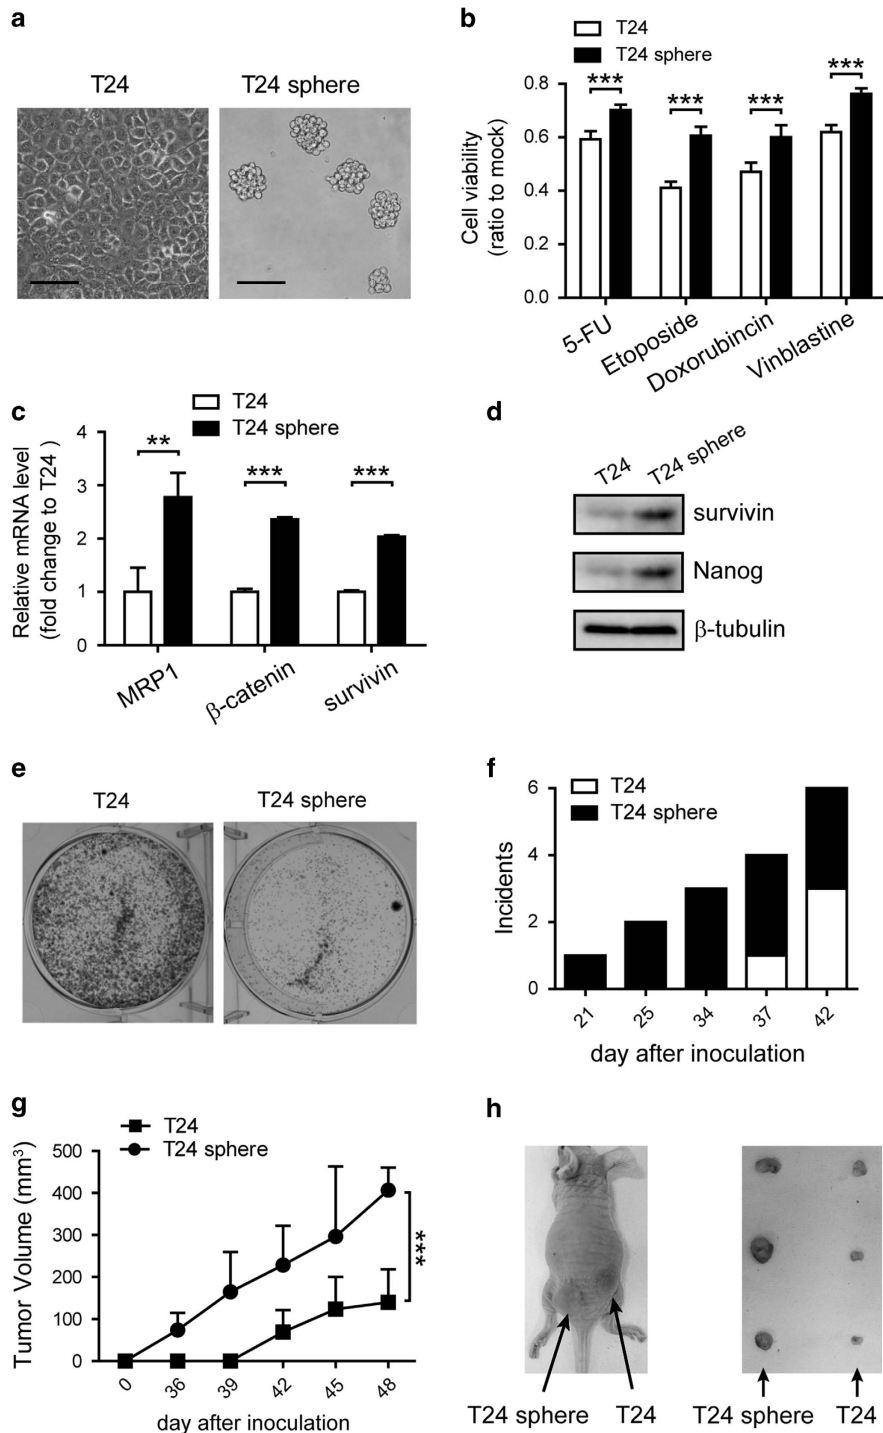 a
T24
T24 sphere
b
T24
T24 sphere
Cell viability
(ratio to mock)
0.8
0.6
0.4
0.2
0.0
***
***
***
***
5-FU
Etoposide
Doxorubincin
Vinblastine
c
T24
T24 sphere
Relative mRNA level
(fold change to T24 )
4
3
2
1
0
**
***
***
MRP1
β-catenin
survivin
d
T24
T24 sphere
survivin
Nanog
β-tubulin
e
T24
T24 sphere
f
T24
T24 sphere
Incidents
6
4
2
0
21
25
34
37
42
day after inoculation
g
T24
T24 sphere
Tumor Volume (mm³)
500
400
300
200
100
0
***
0
36
39
42
45
48
day after inoculation
h
T24 sphere
T24
T24 sphere
T24